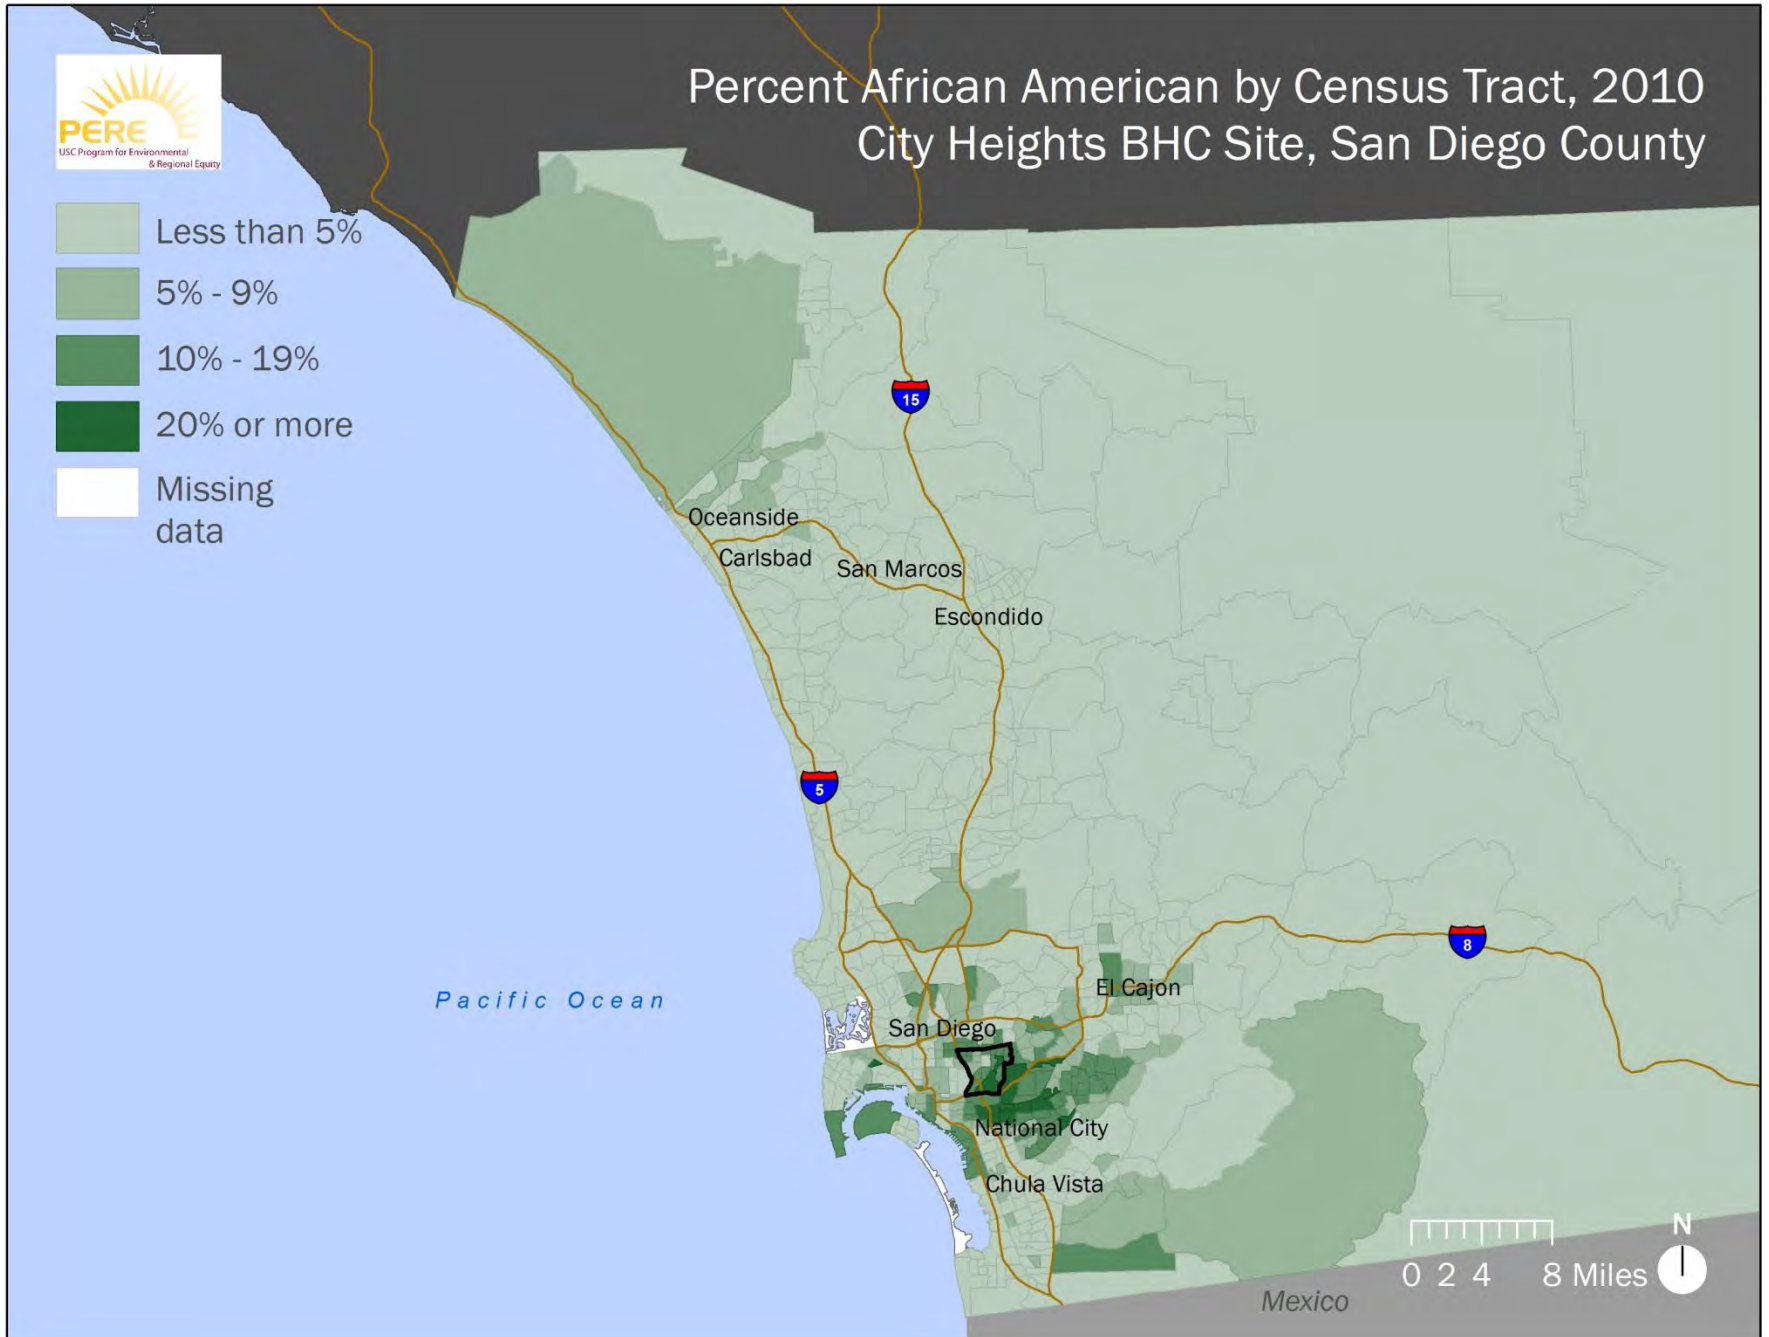 Percent African American by Census Tract, 2010
City Heights BHC Site, San Diego County
PERE
USC Program for Environmental
& Regional Equity
Less than 5%
5% - 9%
10% - 19%
20% or more
Missing
data
15
Oceanside
Carlsbad
San Marcos
Escondido
5
8
Pacific Ocean
El Cajon
San Diego
National City
Chula Vista
N
0 2 4 8 Miles
Mexico